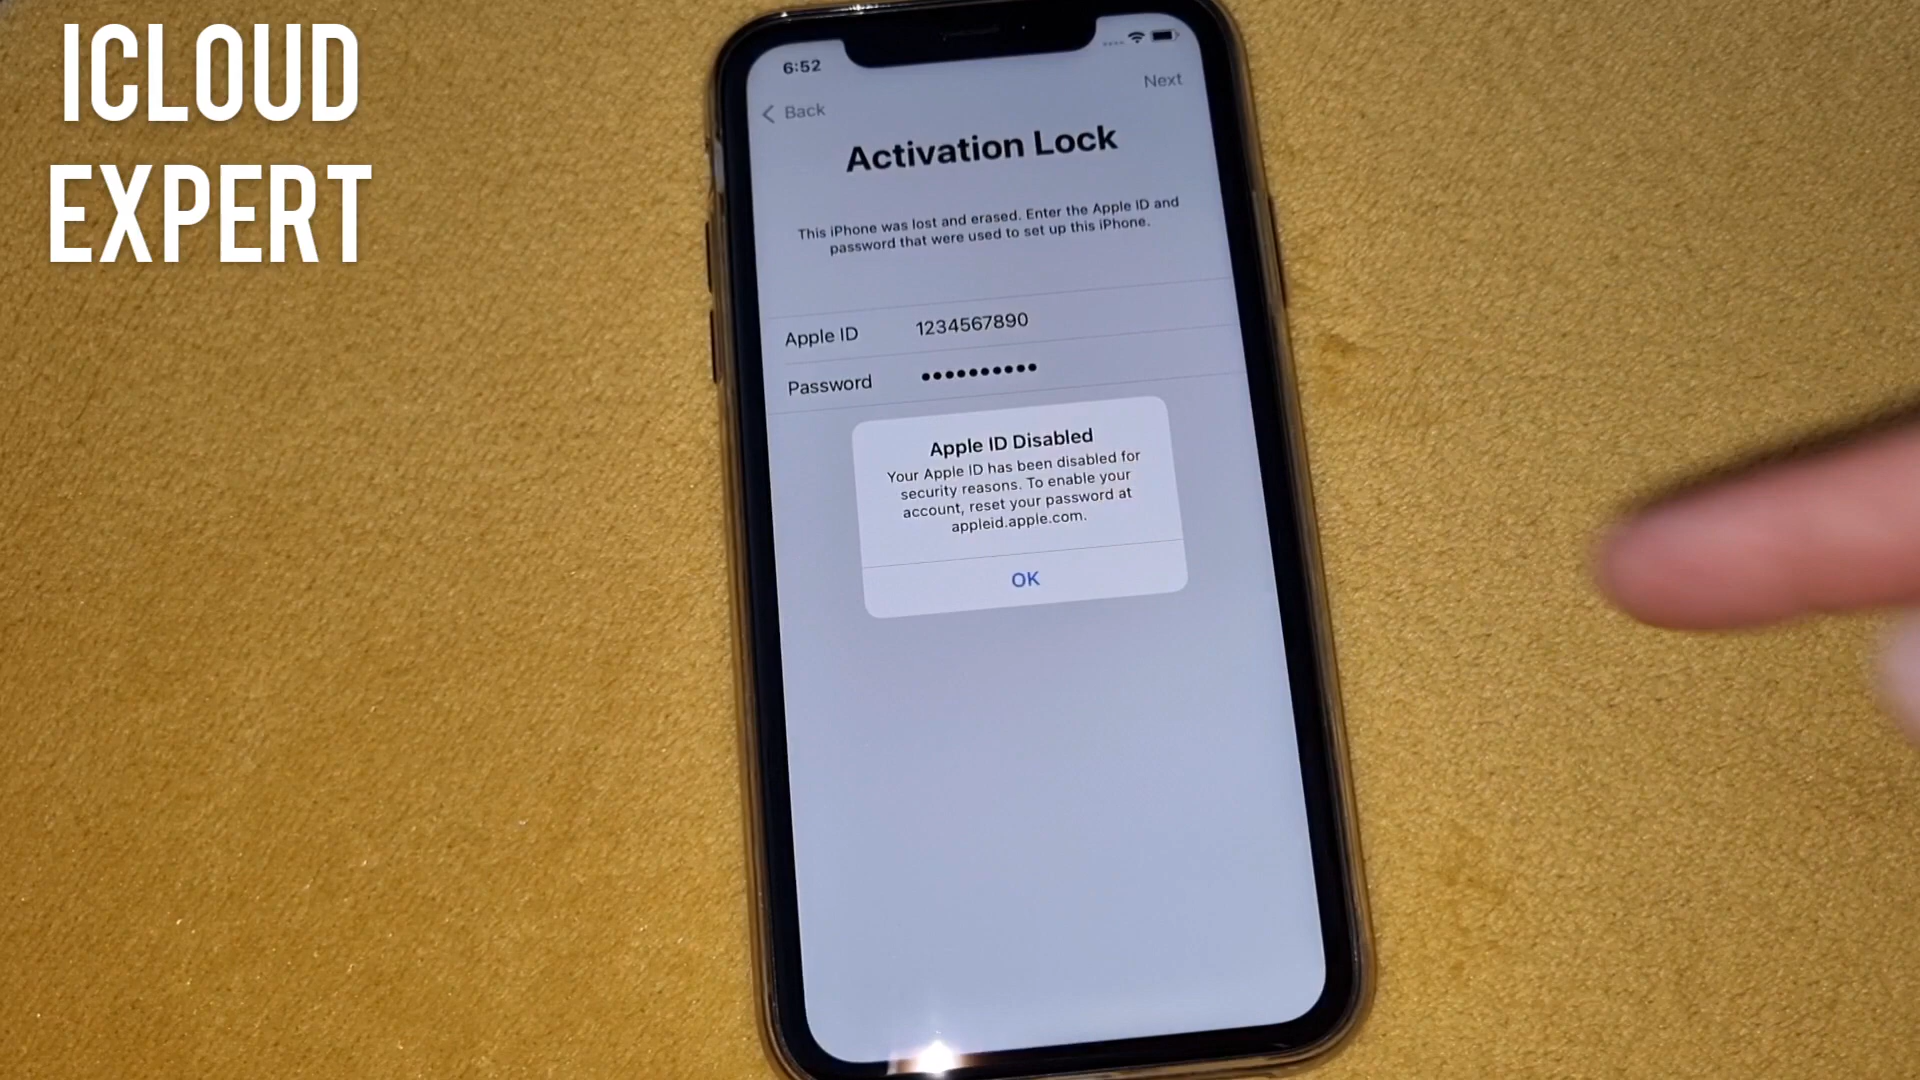 ICLOUD
EXPERT
6:52
Back
Next
Activation Lock
This iPhone was lost and erased. Enter the Apple ID and
password that were used to set up this iPhone.
Apple ID 1234567890
Password ••••••••••
Apple ID Disabled
Your Apple ID has been disabled for
security reasons. To enable your
account, reset your password at
appleid.apple.com.
OK